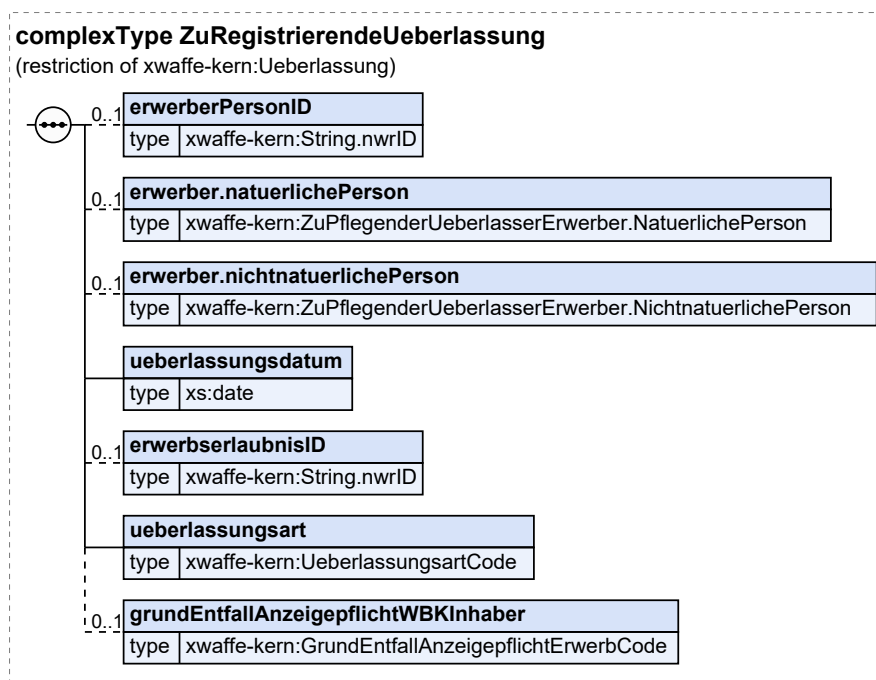 complexType ZuRegistrierendeUeberlassung
(restriction of xwaffe-kern:Ueberlassung)
0..1 erwerberPersonID
type xwaffe-kern:String.nwrID
0..1 erwerber.natuerlichePerson
type xwaffe-kern:ZuPflegenderUeberlasserErwerber.NatuerlichePerson
0..1 erwerber.nichtnatuerlichePerson
type xwaffe-kern:ZuPflegenderUeberlasserErwerber.NichtnatuerlichePerson
ueberlassungsdatum
type xs:date
0..1 erwerbserlaubnisID
type xwaffe-kern:String.nwrID
ueberlassungsart
type xwaffe-kern:UeberlassungsartCode
0..1 grundEntfallAnzeigepflichtWBKInhaber
type xwaffe-kern:GrundEntfallAnzeigepflichtErwerbCode